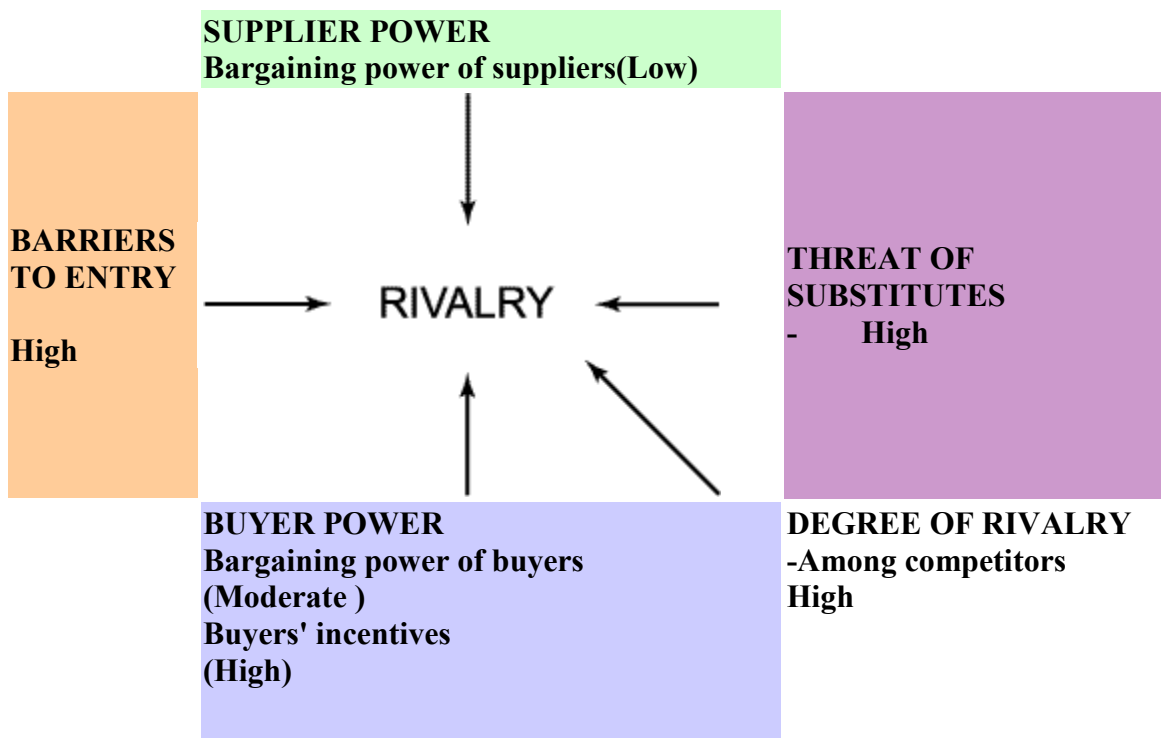 SUPPLIER POWER
Bargaining power of suppliers(Low)
BARRIERS
TO ENTRY
High
RIVALRY
THREAT OF
SUBSTITUTES
- High
BUYER POWER
Bargaining power of buyers
(Moderate )
Buyers' incentives
(High)
DEGREE OF RIVALRY
-Among competitors
High